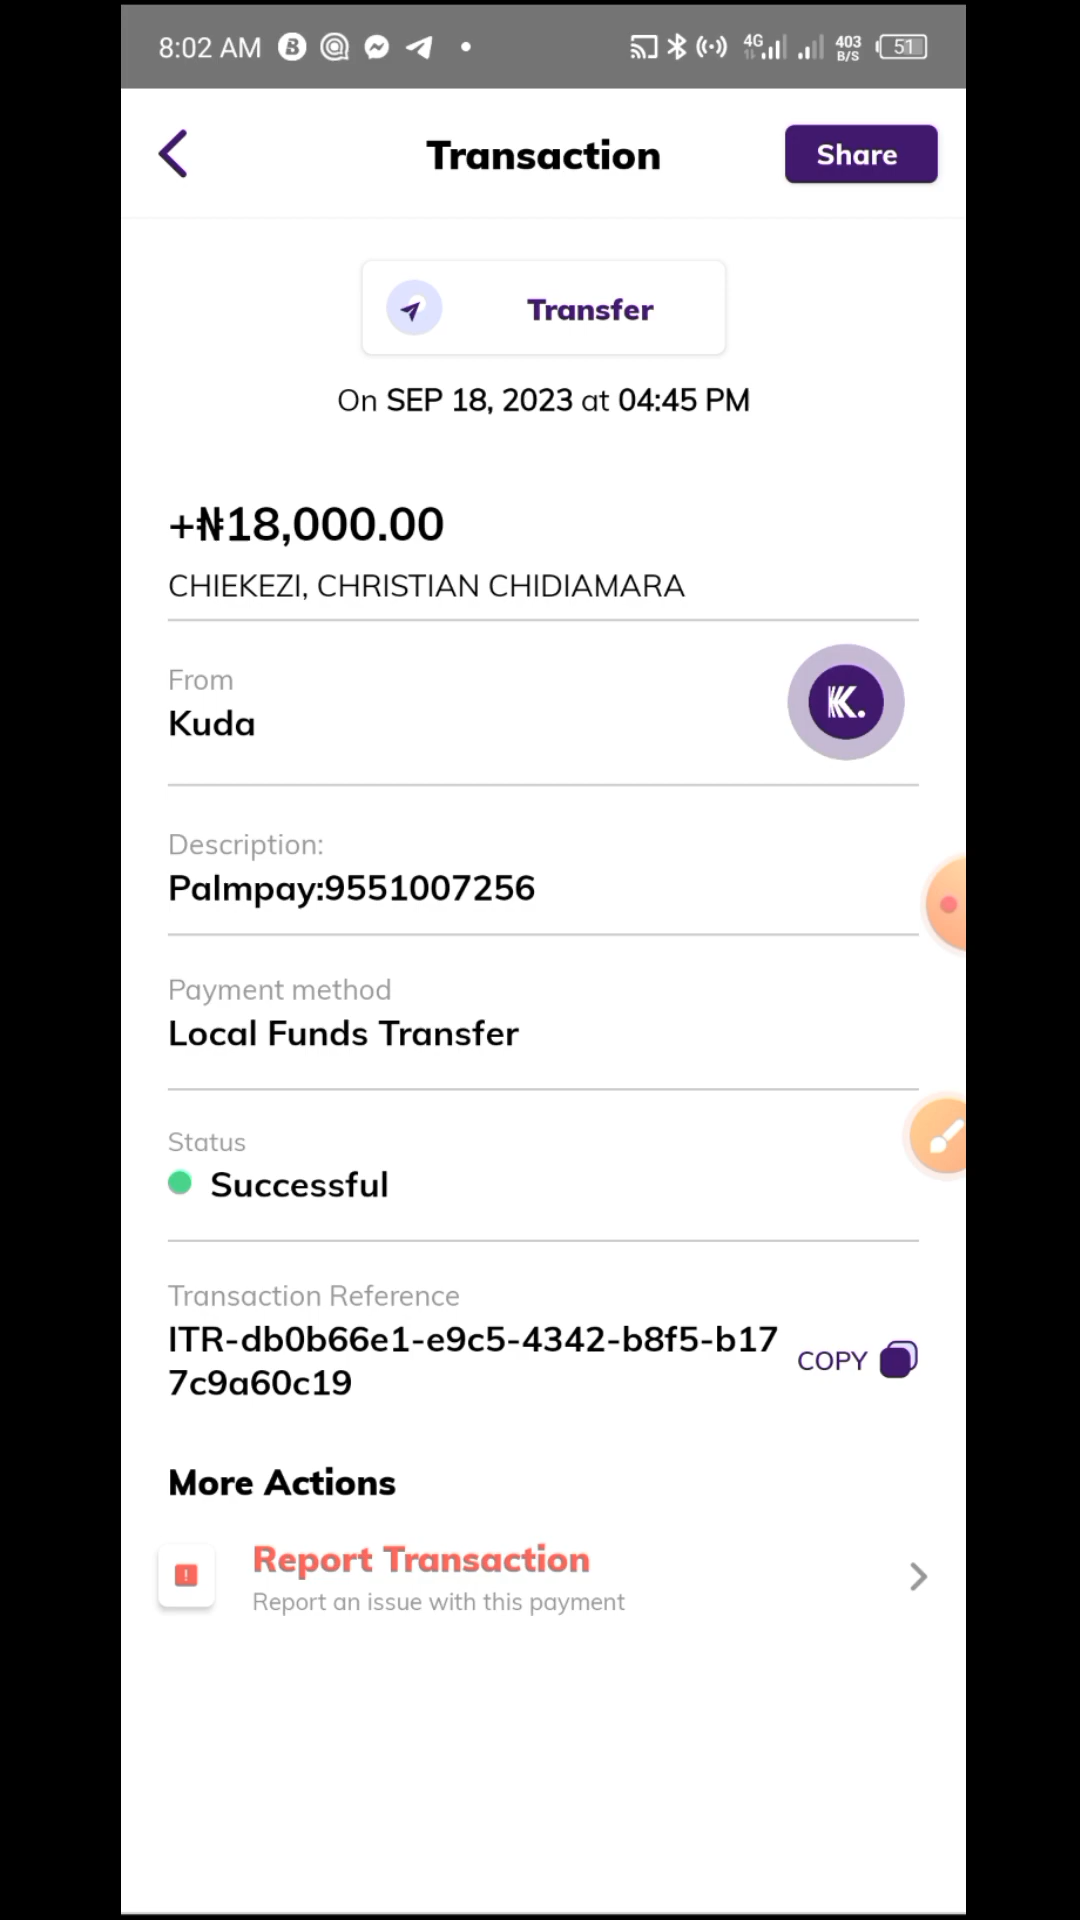 8:02 AM
4G
403
B/S
51
Transaction
Share
Transfer
On SEP 18, 2023 at 04:45 PM
+₦18,000.00
CHIEKEZI, CHRISTIAN CHIDIAMARA
From
Kuda
K.
Description:
Palmpay:9551007256
Payment method
Local Funds Transfer
Status
Successful
Transaction Reference
ITR-db0b66e1-e9c5-4342-b8f5-b17
7c9a60c19
COPY
More Actions
Report Transaction
Report an issue with this payment